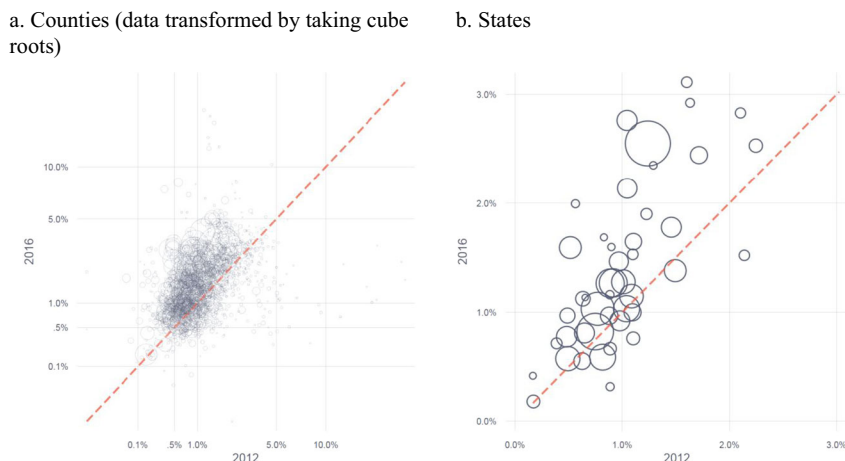 a. Counties (data transformed by taking cube
roots)
b. States
10.0%
5.0%
1.0%
.5%
0.1%
2016
0.1% .5% 1.0% 5.0% 10.0%
2012
3.0%
2.0%
1.0%
0.0%
2016
0.0% 1.0% 2.0% 3.0%
2012